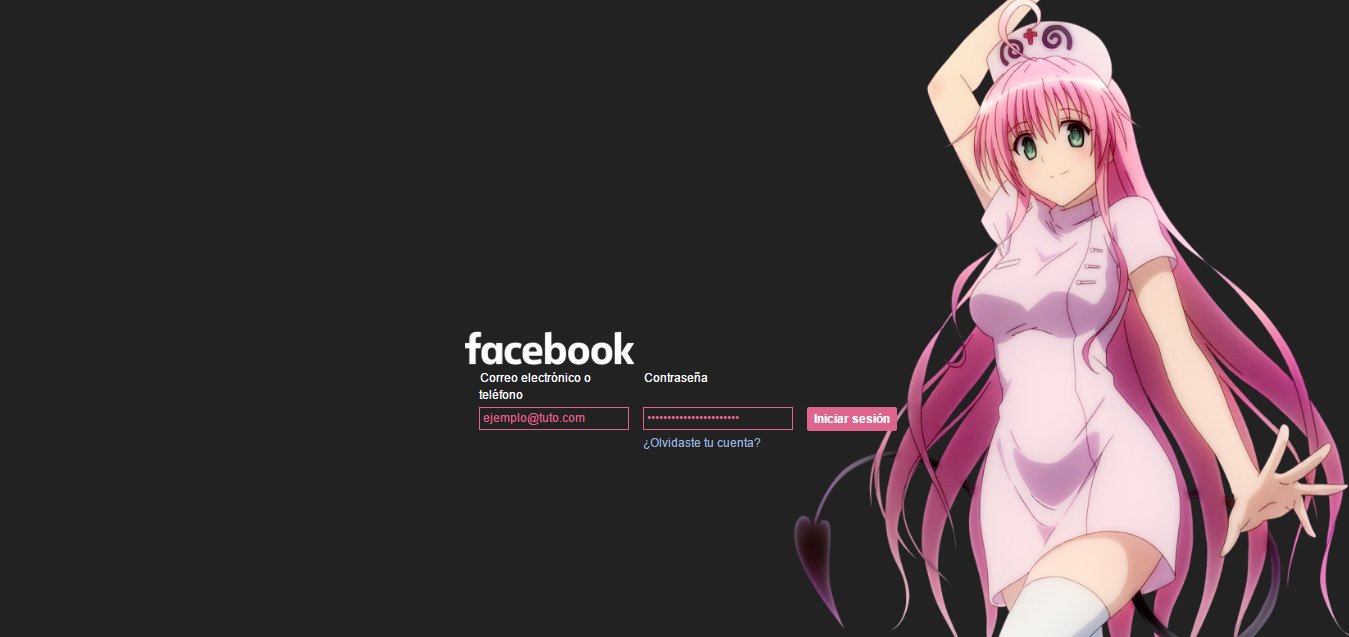 facebook
Correo electrónico o
teléfono
Contraseña
ejemplo@tuto.com
•••••••••••••••••••••••
Iniciar sesión
¿Olvidaste tu cuenta?